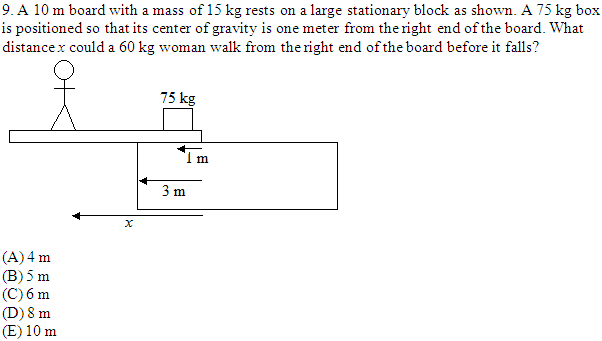 9. A 10 m board with a mass of 15 kg rests on a large stationary block as shown. A 75 kg box
is positioned so that its center of gravity is one meter from the right end of the board. What
distance x could a 60 kg woman walk from the right end of the board before it falls?
75 kg
1 m
3 m
x
(A) 4 m
(B) 5 m
(C) 6 m
(D) 8 m
(E) 10 m